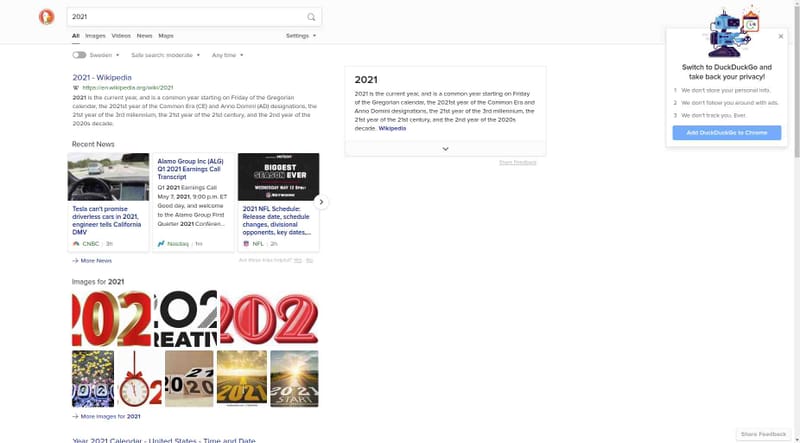 2021
All
Images
Videos
News
Maps
Settings
Sweden
Safe search: moderate
Any time
2021 - Wikipedia
https://en.wikipedia.org/wiki/2021
2021 is the current year, and is a common year starting on Friday of the Gregorian
calendar, the 2021st year of the Common Era (CE) and Anno Domini (AD) designations, the
21st year of the 3rd millennium, the 21st year of the 21st century, and the 2nd year of the
2020s decade.
Recent News
Tesla can't promise
driverless cars in 2021,
engineer tells California
DMV
CNBC | 3h
Alamo Group Inc (ALG)
Q1 2021 Earnings Call
Transcript
Q1 2021 Earnings Call
May 7, 2021, 9:00 p.m. ET
Good day, and welcome
to the Alamo Group First
Quarter 2021 Conferen...
Nasdaq | 1m
BIGGEST
SEASON EVER
WEDNESDAY MAY 12 8PM
2021 NFL Schedule:
Release date, schedule
changes, divisional
opponents, key dates,...
NFL | 2h
More News
Are these links helpful? Yes No
Images for 2021
202
202
REATIV
202
2020
2021
2021
START
More Images for 2021
Year 2021 Calendar - United States - Time and Date
2021
2021 is the current year, and is a common year starting on Friday
of the Gregorian calendar, the 2021st year of the Common Era and
Anno Domini designations, the 21st year of the 3rd millennium, the
21st year of the 21st century, and the 2nd year of the 2020s
decade. Wikipedia
Share Feedback
Switch to DuckDuckGo and
take back your privacy!
1 We don't store your personal info.
2 We don't follow you around with ads.
3 We don't track you. Ever.
Add DuckDuckGo to Chrome
Share Feedback